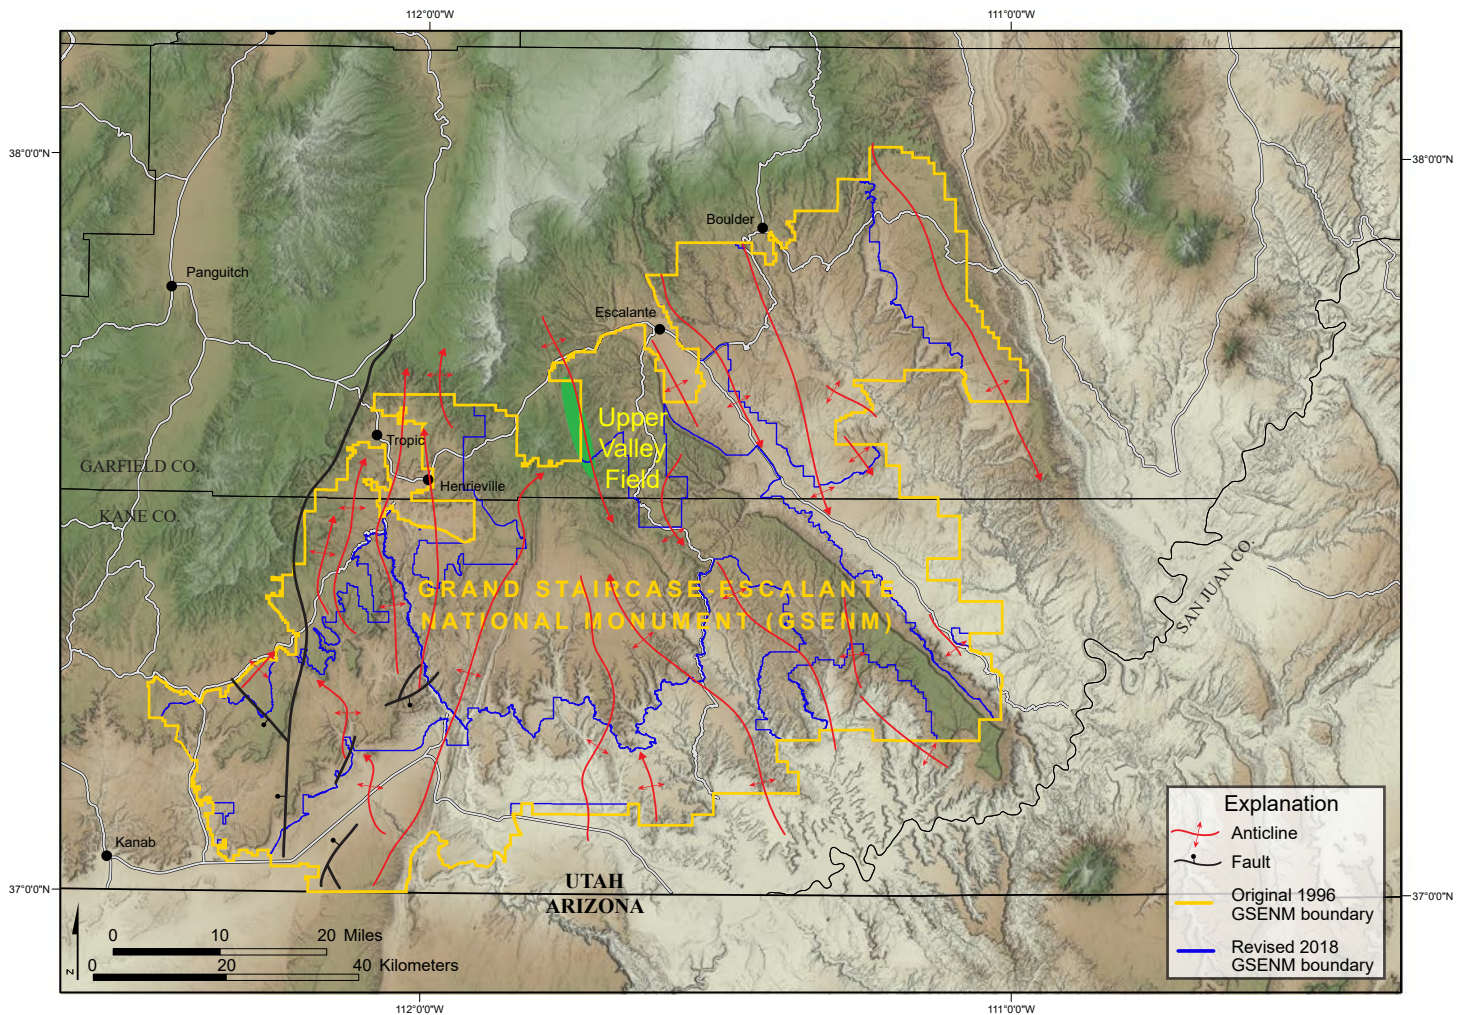 112°0'0"W
111°0'0"W
38°0'0"N
38°0'0"N
Boulder
Panguitch
Escalante
Upper
Valley
Field
Tropic
GARFIELD CO.
Henrieville
KANE CO.
SAN JUAN CO.
GRAND STAIRCASE-ESCALANTE
NATIONAL MONUMENT (GSENM)
Kanab
37°0'0"N
37°0'0"N
UTAH
ARIZONA
Explanation
Anticline
Fault
Original 1996
GSENM boundary
Revised 2018
GSENM boundary
N
0 10 20 Miles
0 20 40 Kilometers
112°0'0"W
111°0'0"W